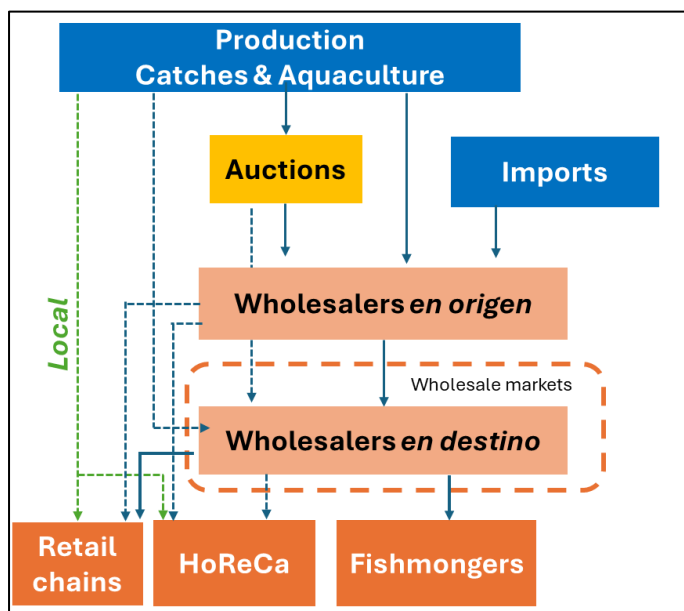 Production
Catches & Aquaculture
Auctions
Imports
Wholesalers en origen
Local
Wholesale markets
Wholesalers en destino
Retail
chains
HoReCa
Fishmongers